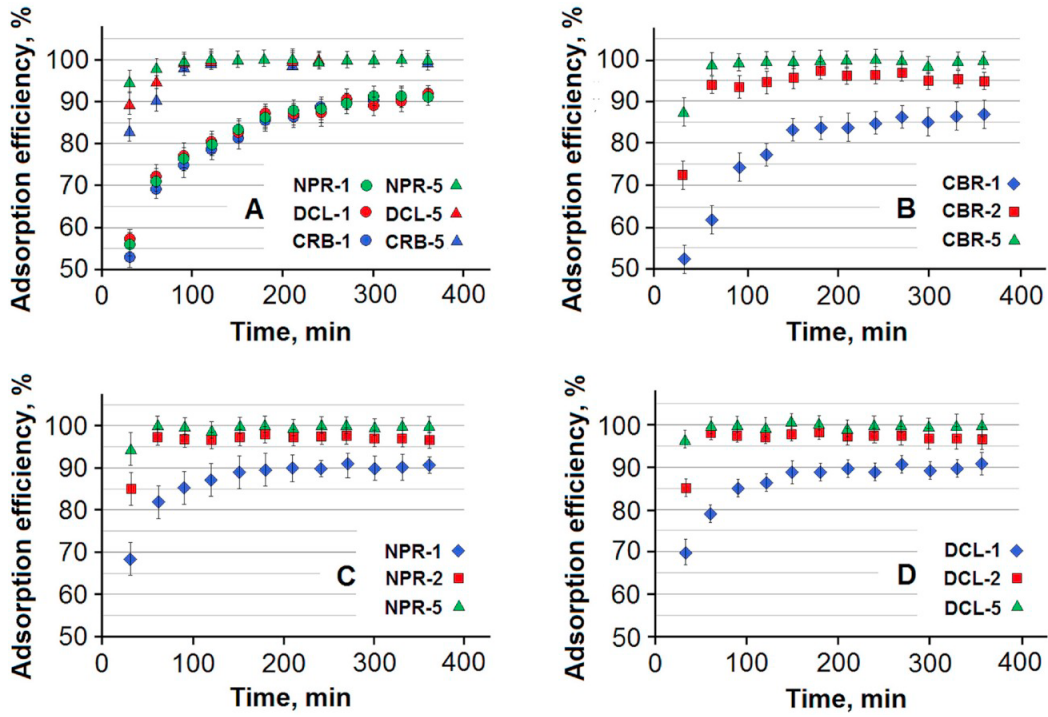 Adsorption efficiency, %
100
90
80
70
60
50
0 100 200 300 400
Time, min
A
NPR-1 NPR-5
DCL-1 DCL-5
CRB-1 CRB-5
Adsorption efficiency, %
100
90
80
70
60
50
0 100 200 300 400
Time, min
B
CBR-1
CBR-2
CBR-5
Adsorption efficiency, %
100
90
80
70
60
50
0 100 200 300 400
Time, min
C
NPR-1
NPR-2
NPR-5
Adsorption efficiency, %
100
90
80
70
60
50
0 100 200 300 400
Time, min
D
DCL-1
DCL-2
DCL-5